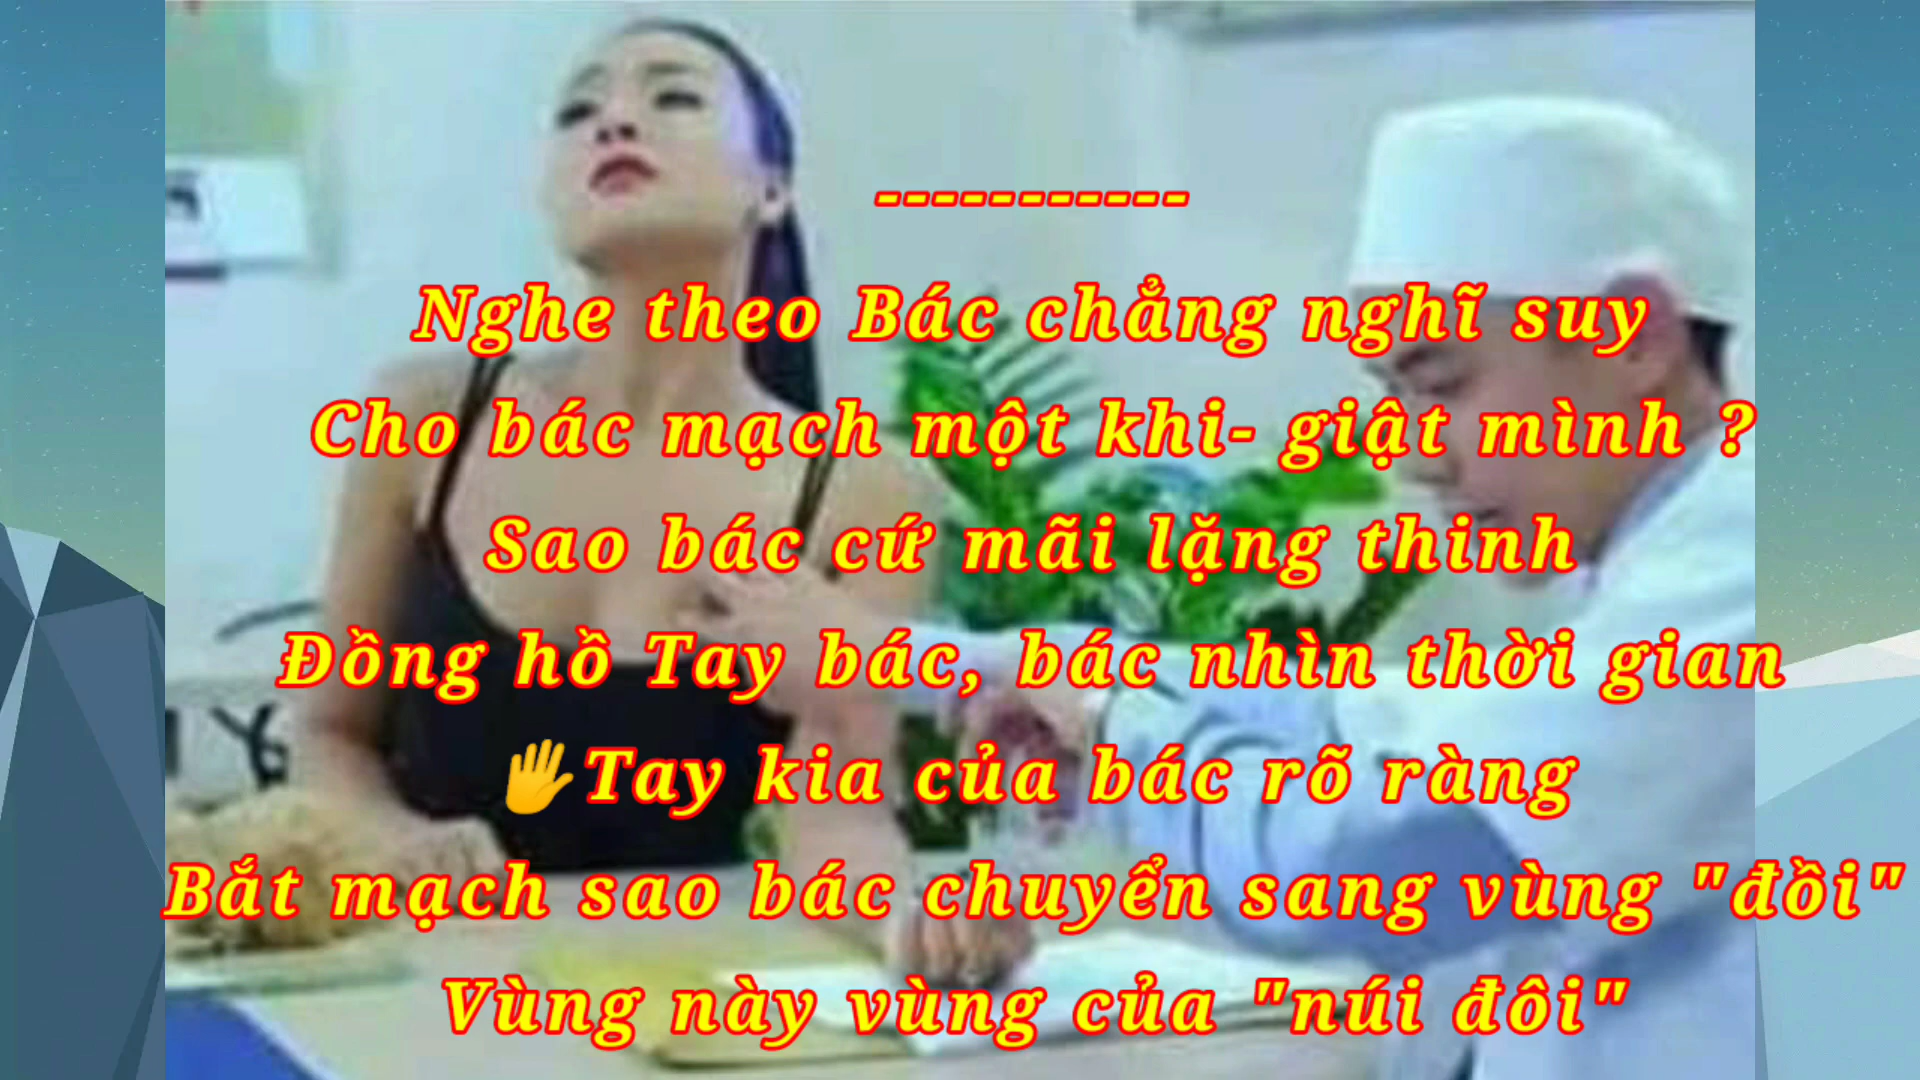 -----------
Nghe theo Bác chẳng nghĩ suy
Cho bác mạch một khi- giật mình ?
Sao bác cứ mãi lặng thinh
Đồng hồ Tay bác, bác nhìn thời gian
🖐Tay kia của bác rõ ràng
Bắt mạch sao bác chuyển sang vùng "đồi"
Vùng này vùng của "núi đôi"